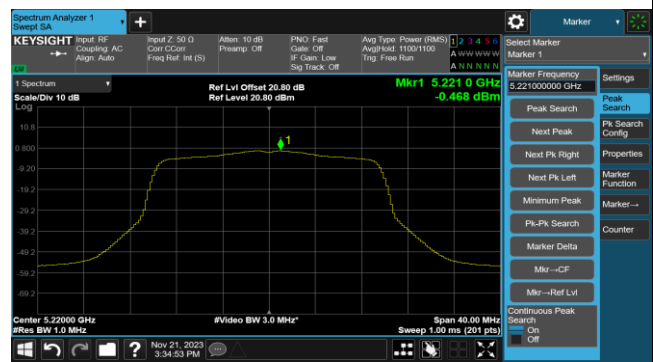 Spectrum Analyzer 1
Swept SA
Marker
KEYSIGHT Input: RF Input Z: 50 Ω Atten: 10 dB PNO: Fast Avg Type: Power (RMS) 1 2 3 4 5 6
Coupling: AC Corr CCorr Preamp: Off Gate: Off Avg|Hold: 1100/1100 A W W W W W
Align: Auto Freq Ref: Int (S) IF Gain: Low Trig: Free Run
Sig Track: Off A N N N N N
Select Marker
Marker 1
1 Spectrum
Scale/Div 10 dB
Log
Ref Lvl Offset 20.80 dB
Ref Level 20.80 dBm
Mkr1 5.221 0 GHz
-0.468 dBm
10.8
0.800
-9.20
-19.2
-29.2
-39.2
-49.2
-59.2
-69.2
1
Center 5.22000 GHz
#Res BW 1.0 MHz
#Video BW 3.0 MHz*
Span 40.00 MHz
Sweep 1.00 ms (201 pts)
Marker Frequency
5.221000000 GHz
Peak Search
Next Peak
Next Pk Right
Next Pk Left
Minimum Peak
Pk-Pk Search
Marker Delta
Mkr→CF
Mkr→Ref Lvl
Continuous Peak
Search
On
Off
Settings
Peak
Search
Pk Search
Config
Properties
Marker
Function
Marker→
Counter
Nov 21, 2023
3:34:53 PM